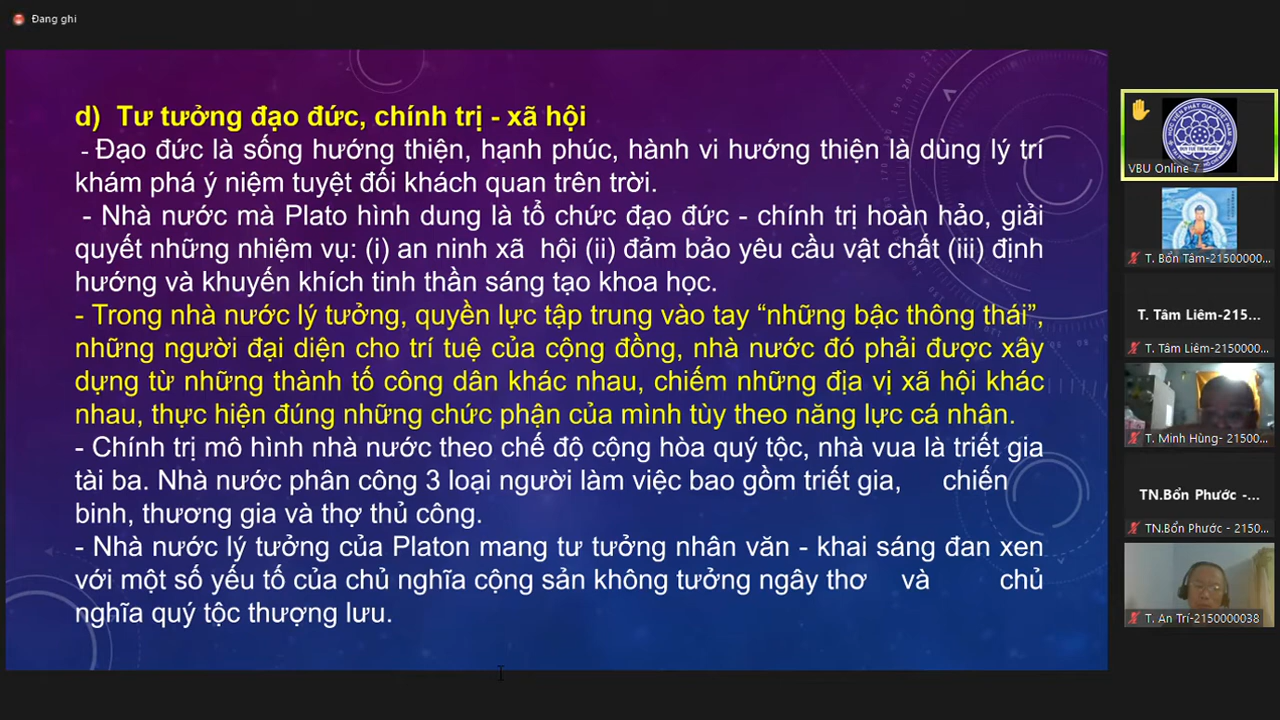 Đang ghi
d) Tư tưởng đạo đức, chính trị - xã hội
- Đạo đức là sống hướng thiện, hạnh phúc, hành vi hướng thiện là dùng lý trí
khám phá ý niệm tuyệt đối khách quan trên trời.
- Nhà nước mà Plato hình dung là tổ chức đạo đức - chính trị hoàn hảo, giải
quyết những nhiệm vụ: (i) an ninh xã hội (ii) đảm bảo yêu cầu vật chất (iii) định
hướng và khuyến khích tinh thần sáng tạo khoa học.
- Trong nhà nước lý tưởng, quyền lực tập trung vào tay “những bậc thông thái”,
những người đại diện cho trí tuệ của cộng đồng, nhà nước đó phải được xây
dựng từ những thành tố công dân khác nhau, chiếm những địa vị xã hội khác
nhau, thực hiện đúng những chức phận của mình tùy theo năng lực cá nhân.
- Chính trị mô hình nhà nước theo chế độ cộng hòa quý tộc, nhà vua là triết gia
tài ba. Nhà nước phân công 3 loại người làm việc bao gồm triết gia, chiến
binh, thương gia và thợ thủ công.
- Nhà nước lý tưởng của Platon mang tư tưởng nhân văn - khai sáng đan xen
với một số yếu tố của chủ nghĩa cộng sản không tưởng ngây thơ và chủ
nghĩa quý tộc thượng lưu.
VBU Online 7
T. Bổn Tâm-21500000...
T. Tâm Liêm-215...
T. Tâm Liêm-2150000...
T. Minh Hùng- 21500...
TN.Bổn Phước -...
TN.Bổn Phước - 2150...
T. An Trí-2150000038